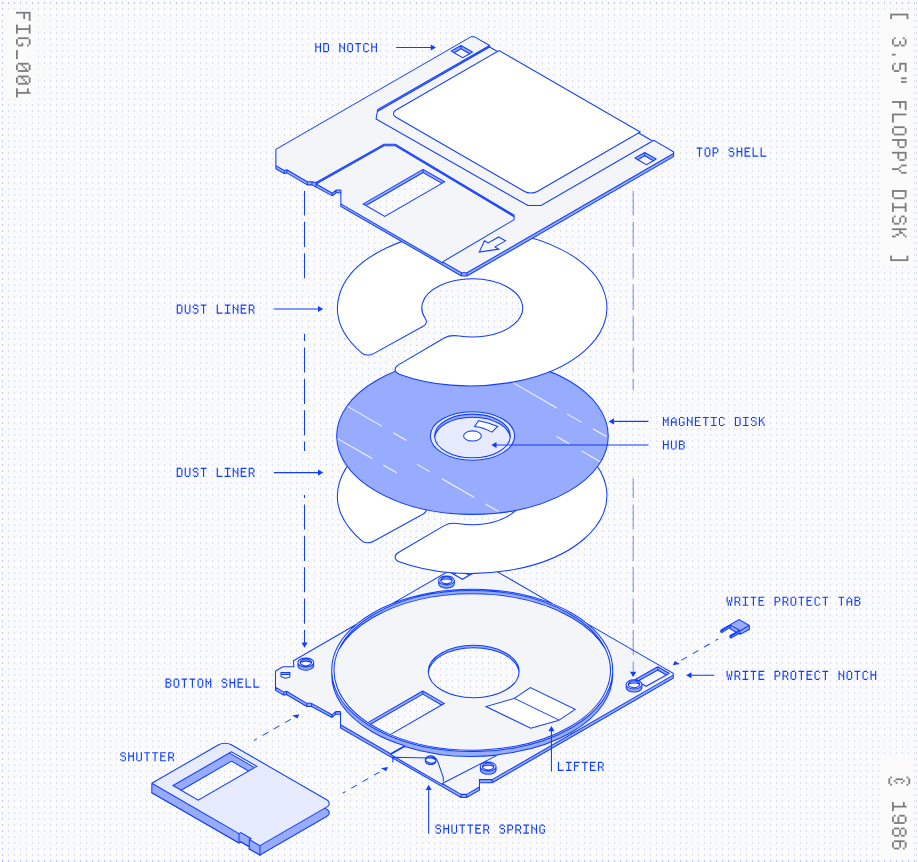 FIG_001
[ 3.5" FLOPPY DISK ]
HD NOTCH
TOP SHELL
DUST LINER
MAGNETIC DISK
HUB
DUST LINER
WRITE PROTECT TAB
WRITE PROTECT NOTCH
BOTTOM SHELL
SHUTTER
LIFTER
SHUTTER SPRING
© 1986